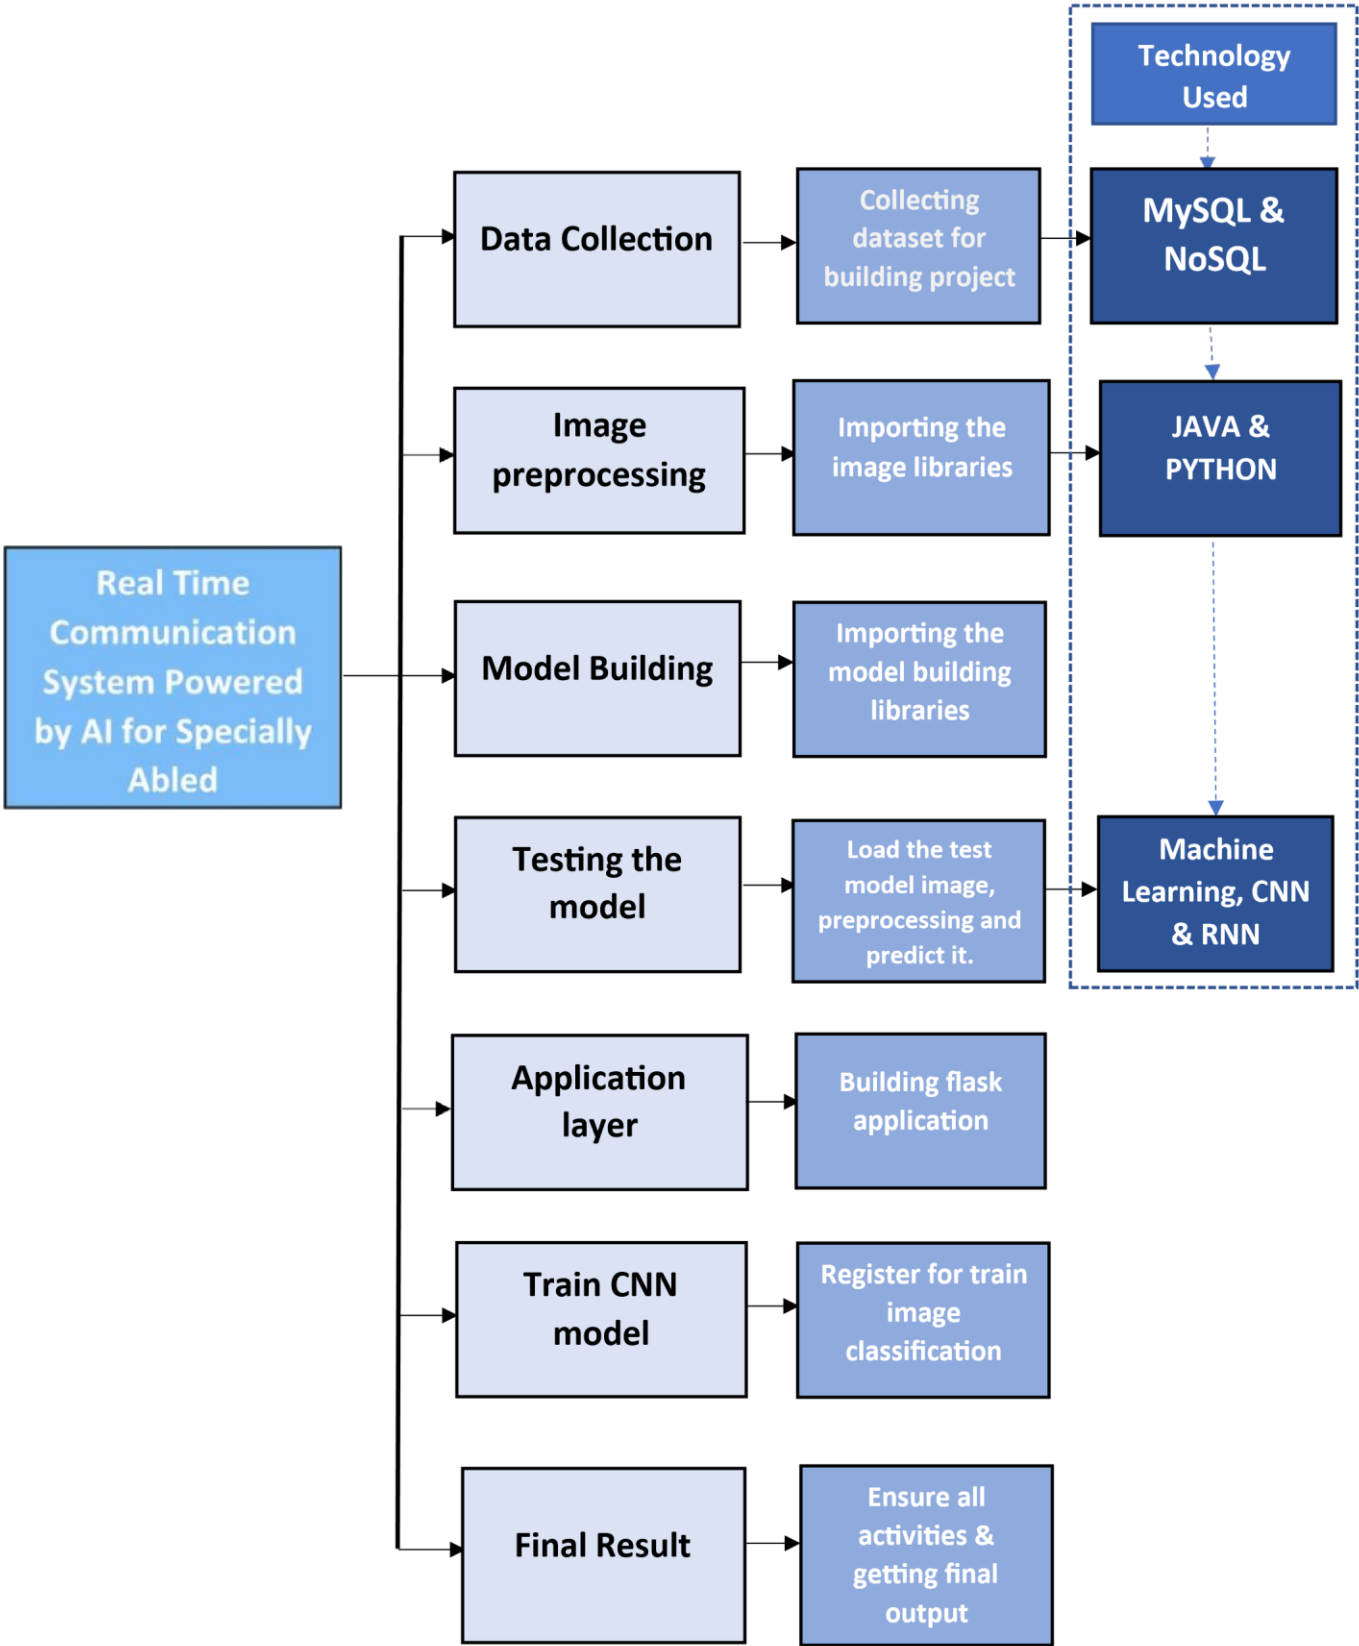 Technology
Used
Data Collection
Collecting
dataset for
building project
MySQL &
NoSQL
Image
preprocessing
Importing the
image libraries
JAVA &
PYTHON
Real Time
Communication
System Powered
by AI for Specially
Abled
Model Building
Importing the
model building
libraries
Testing the
model
Load the test
model image,
preprocessing and
predict it.
Machine
Learning, CNN
& RNN
Application
layer
Building flask
application
Train CNN
model
Register for train
image
classification
Final Result
Ensure all
activities &
getting final
output